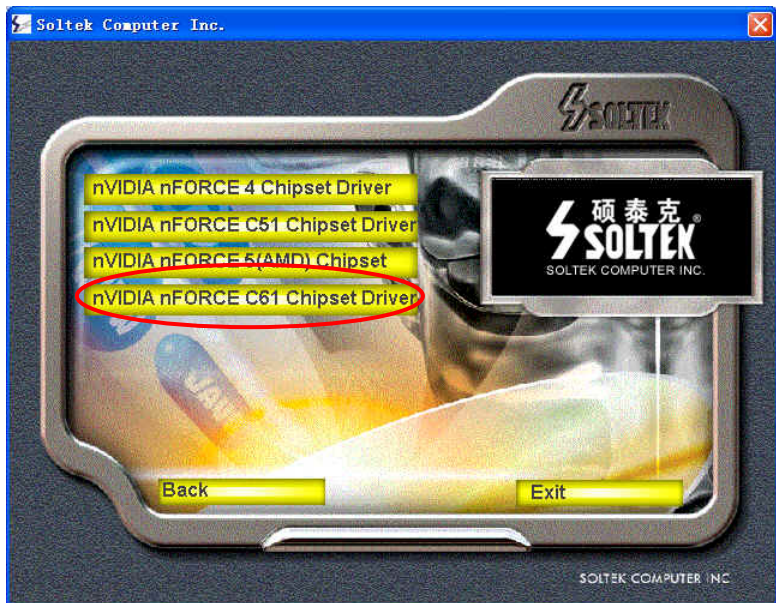 Soltek Computer Inc.
SOLTEK
nVIDIA nFORCE 4 Chipset Driver
nVIDIA nFORCE C51 Chipset Driver
nVIDIA nFORCE 5(AMD) Chipset
nVIDIA nFORCE C61 Chipset Driver
硕泰克®
SOLTEK
SOLTEK COMPUTER INC.
JAW
Back
Exit
SOLTEK COMPUTER INC